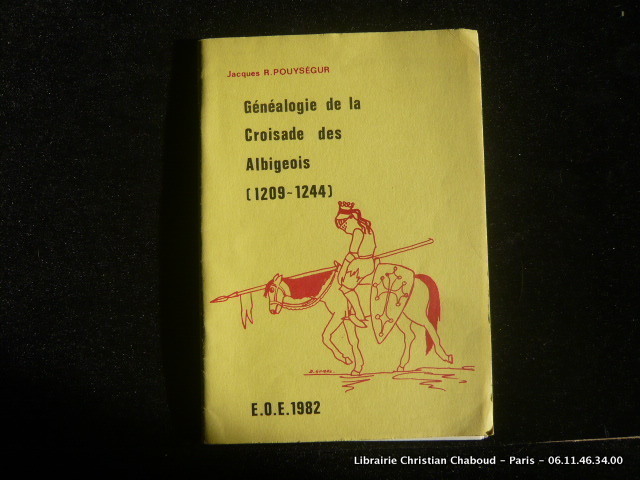 Jacques R.POUYSÉGUR
Généalogie de la
Croisade des
Albigeois
(1209-1244)
E.O.E.1982
Librairie Christian Chaboud - Paris - 06.11.46.34.00